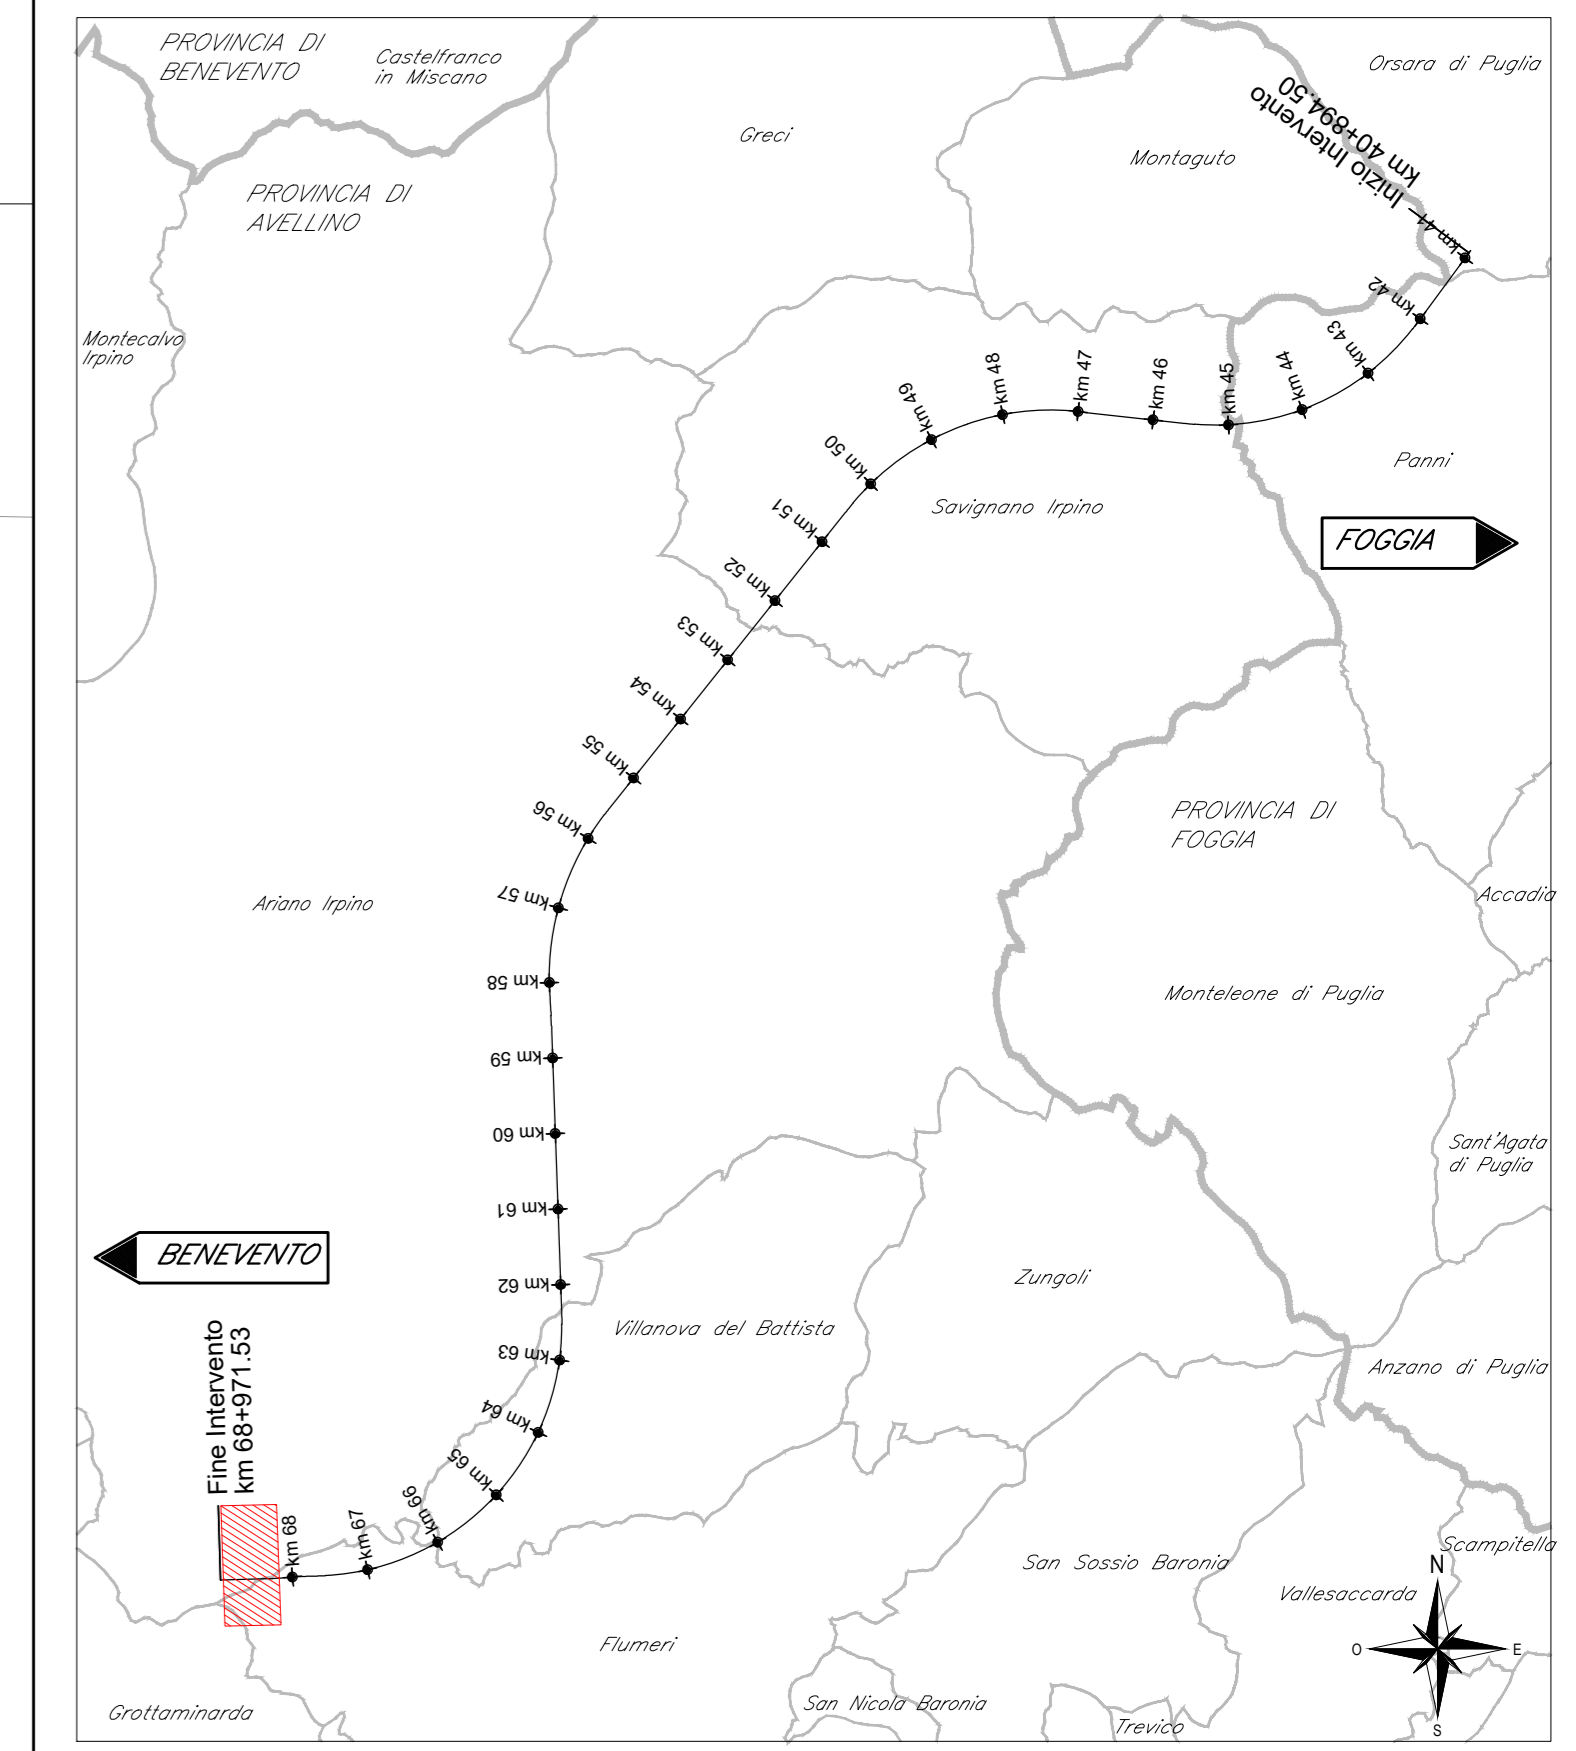 PROVINCIA DI
BENEVENTO
Castelfranco
in Miscano
Orsara di Puglia
Greci
Montaguto
Inizio Intervento
km 40+894.50
PROVINCIA DI
AVELLINO
Montecalvo
Irpino
km 41
km 42
km 43
km 44
km 45
km 46
km 47
km 48
km 49
km 50
km 51
km 52
km 53
km 54
km 55
km 56
km 57
km 58
km 59
km 60
km 61
km 62
km 63
km 64
km 65
km 66
km 67
km 68
Panni
Savignano Irpino
FOGGIA
PROVINCIA DI
FOGGIA
Ariano Irpino
Accadia
Monteleone di Puglia
Sant'Agata
di Puglia
BENEVENTO
Zungoli
Villanova del Battista
Anzano di Puglia
Fine Intervento
km 68+971.53
San Sossio Baronia
Scampitella
Vallesaccarda
Flumeri
San Nicola Baronia
Grottaminarda
Trevico
N
O
E
S